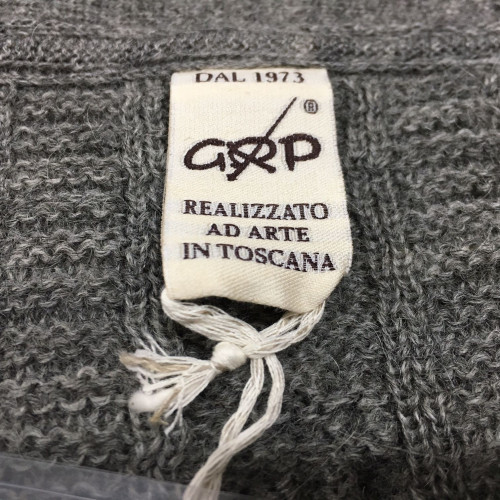 DAL 1973
GRP ®
REALIZZATO
AD ARTE
IN TOSCANA